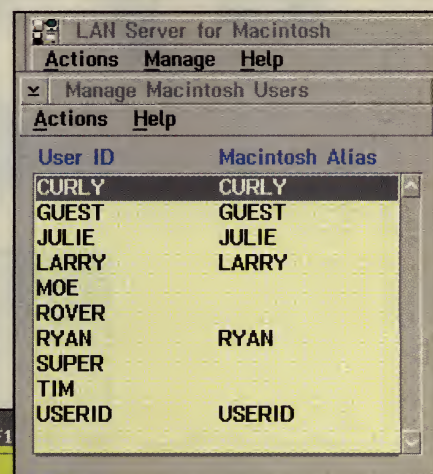 LAN Server for Macintosh
Actions Manage Help
Manage Macintosh Users
Actions Help
User ID Macintosh Alias
CURLY CURLY
GUEST GUEST
JULIE JULIE
LARRY LARRY
MOE
ROVER
RYAN RYAN
SUPER
TIM
USERID USERID